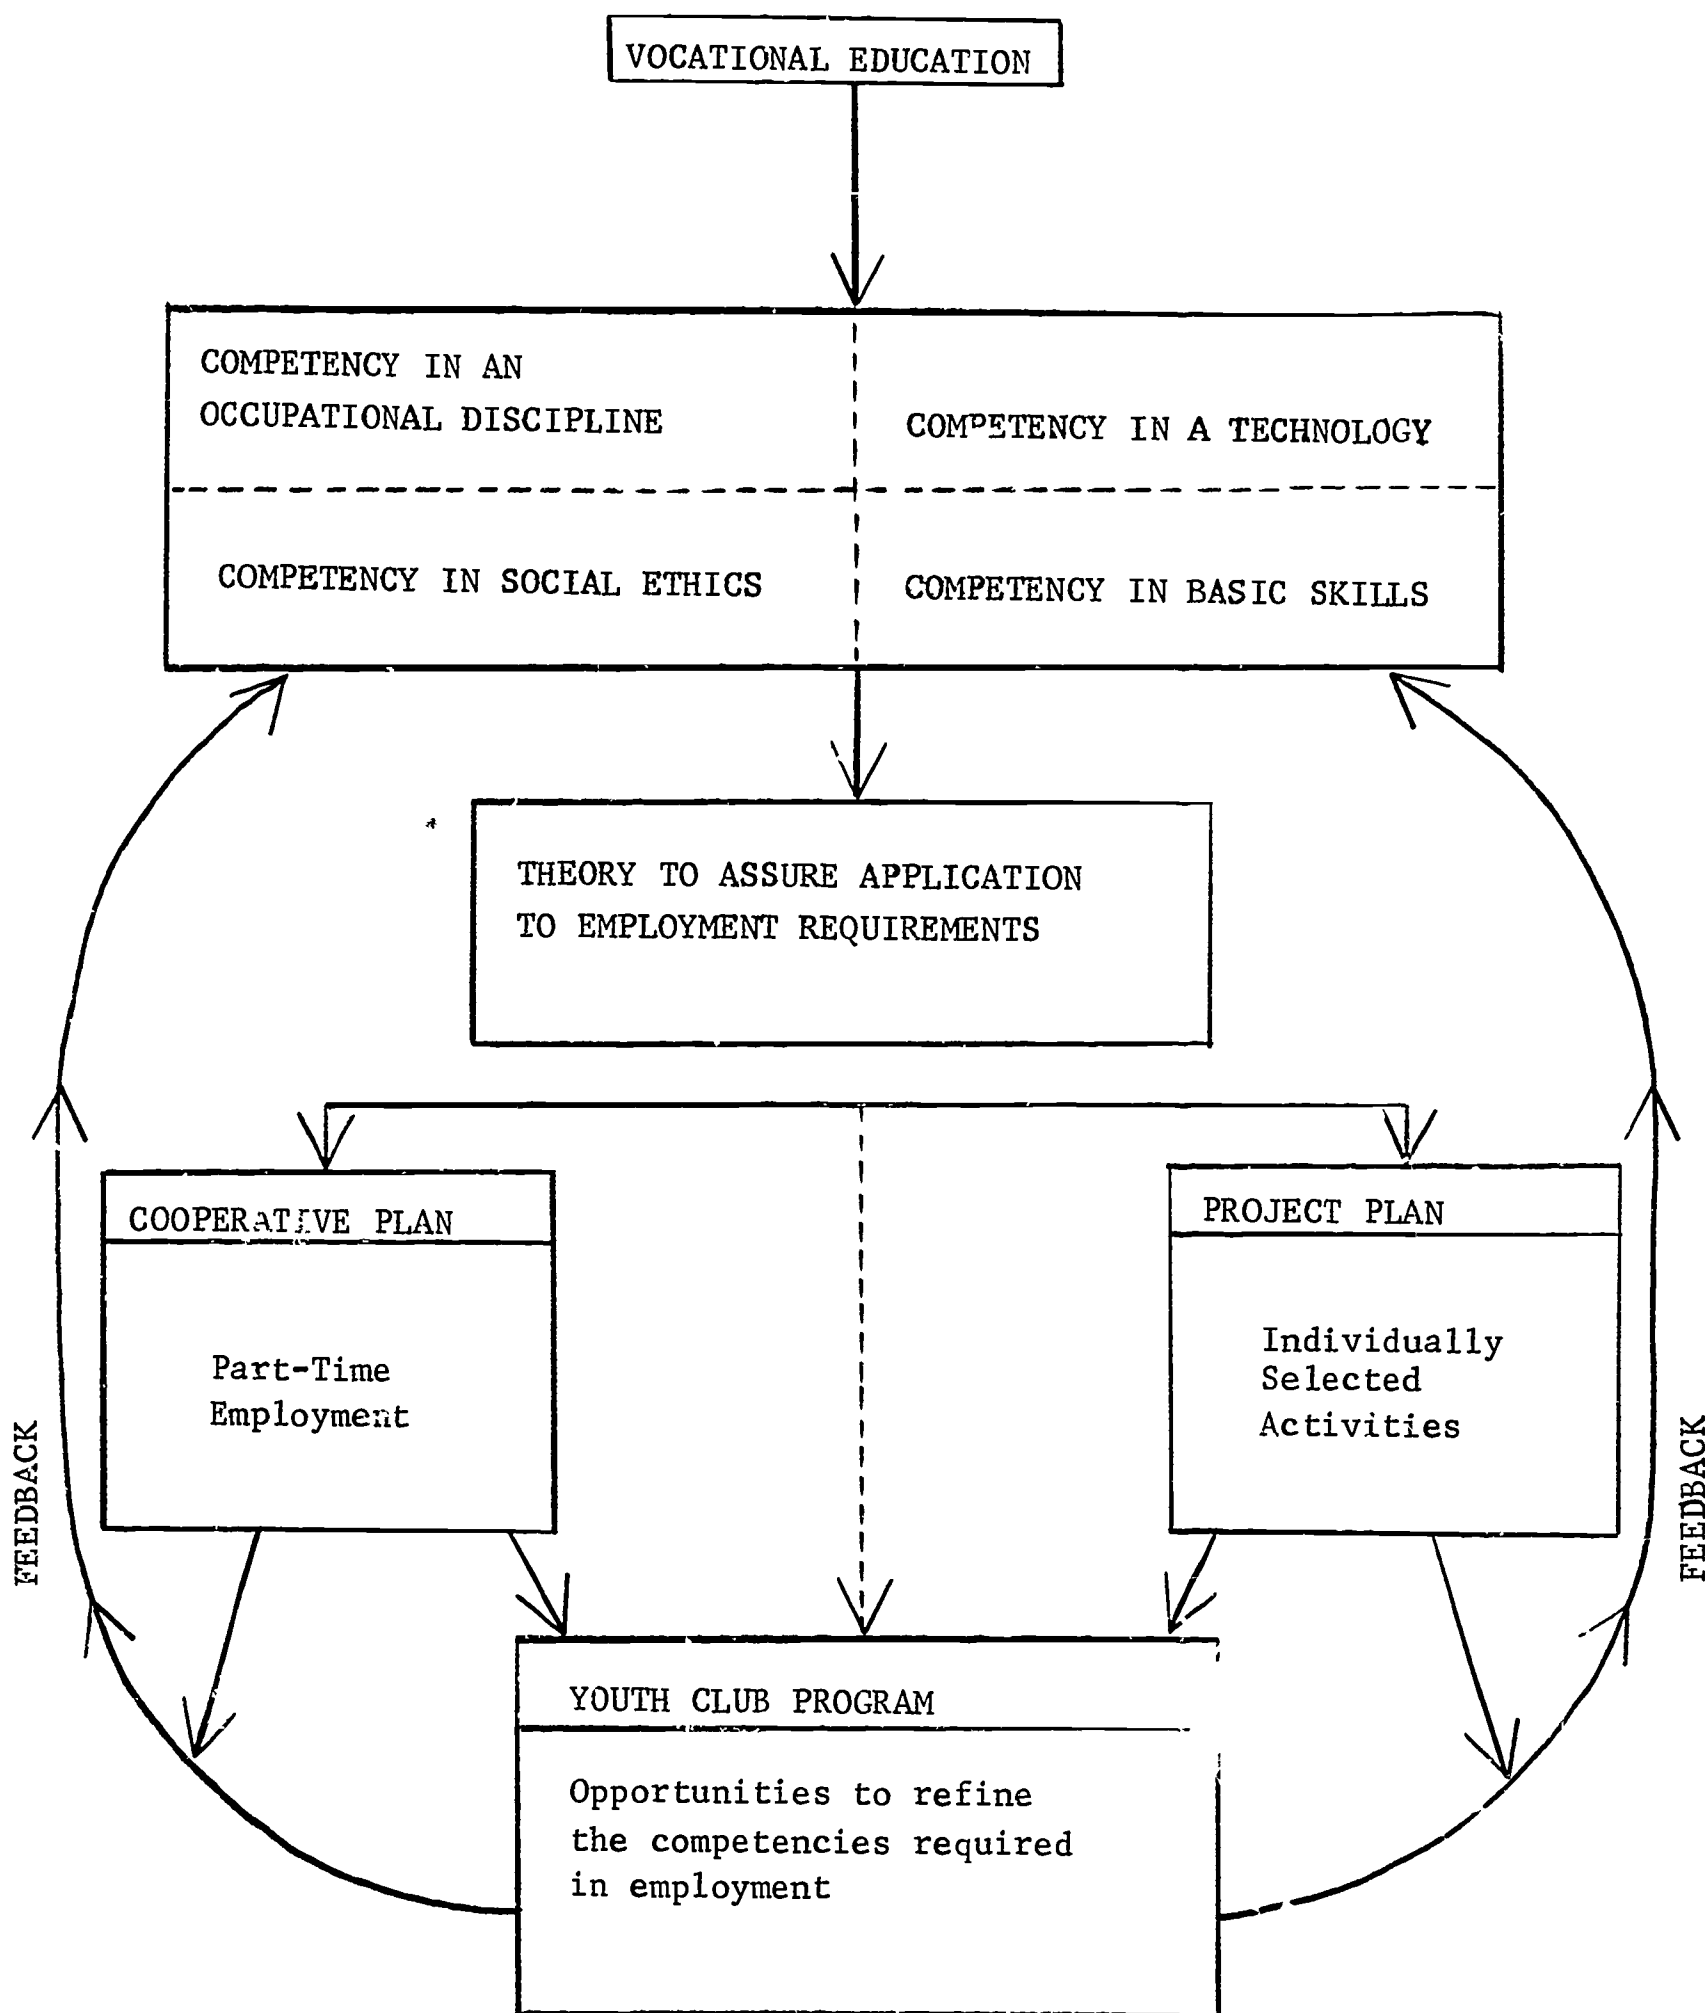 VOCATIONAL EDUCATION
COMPETENCY IN AN
OCCUPATIONAL DISCIPLINE
COMPETENCY IN A TECHNOLOGY
COMPETENCY IN SOCIAL ETHICS
COMPETENCY IN BASIC SKILLS
THEORY TO ASSURE APPLICATION
TO EMPLOYMENT REQUIREMENTS
COOPERATIVE PLAN
Part-Time
Employment
PROJECT PLAN
Individually
Selected
Activities
FEEDBACK
FEEDBACK
YOUTH CLUB PROGRAM
Opportunities to refine
the competencies required
in employment